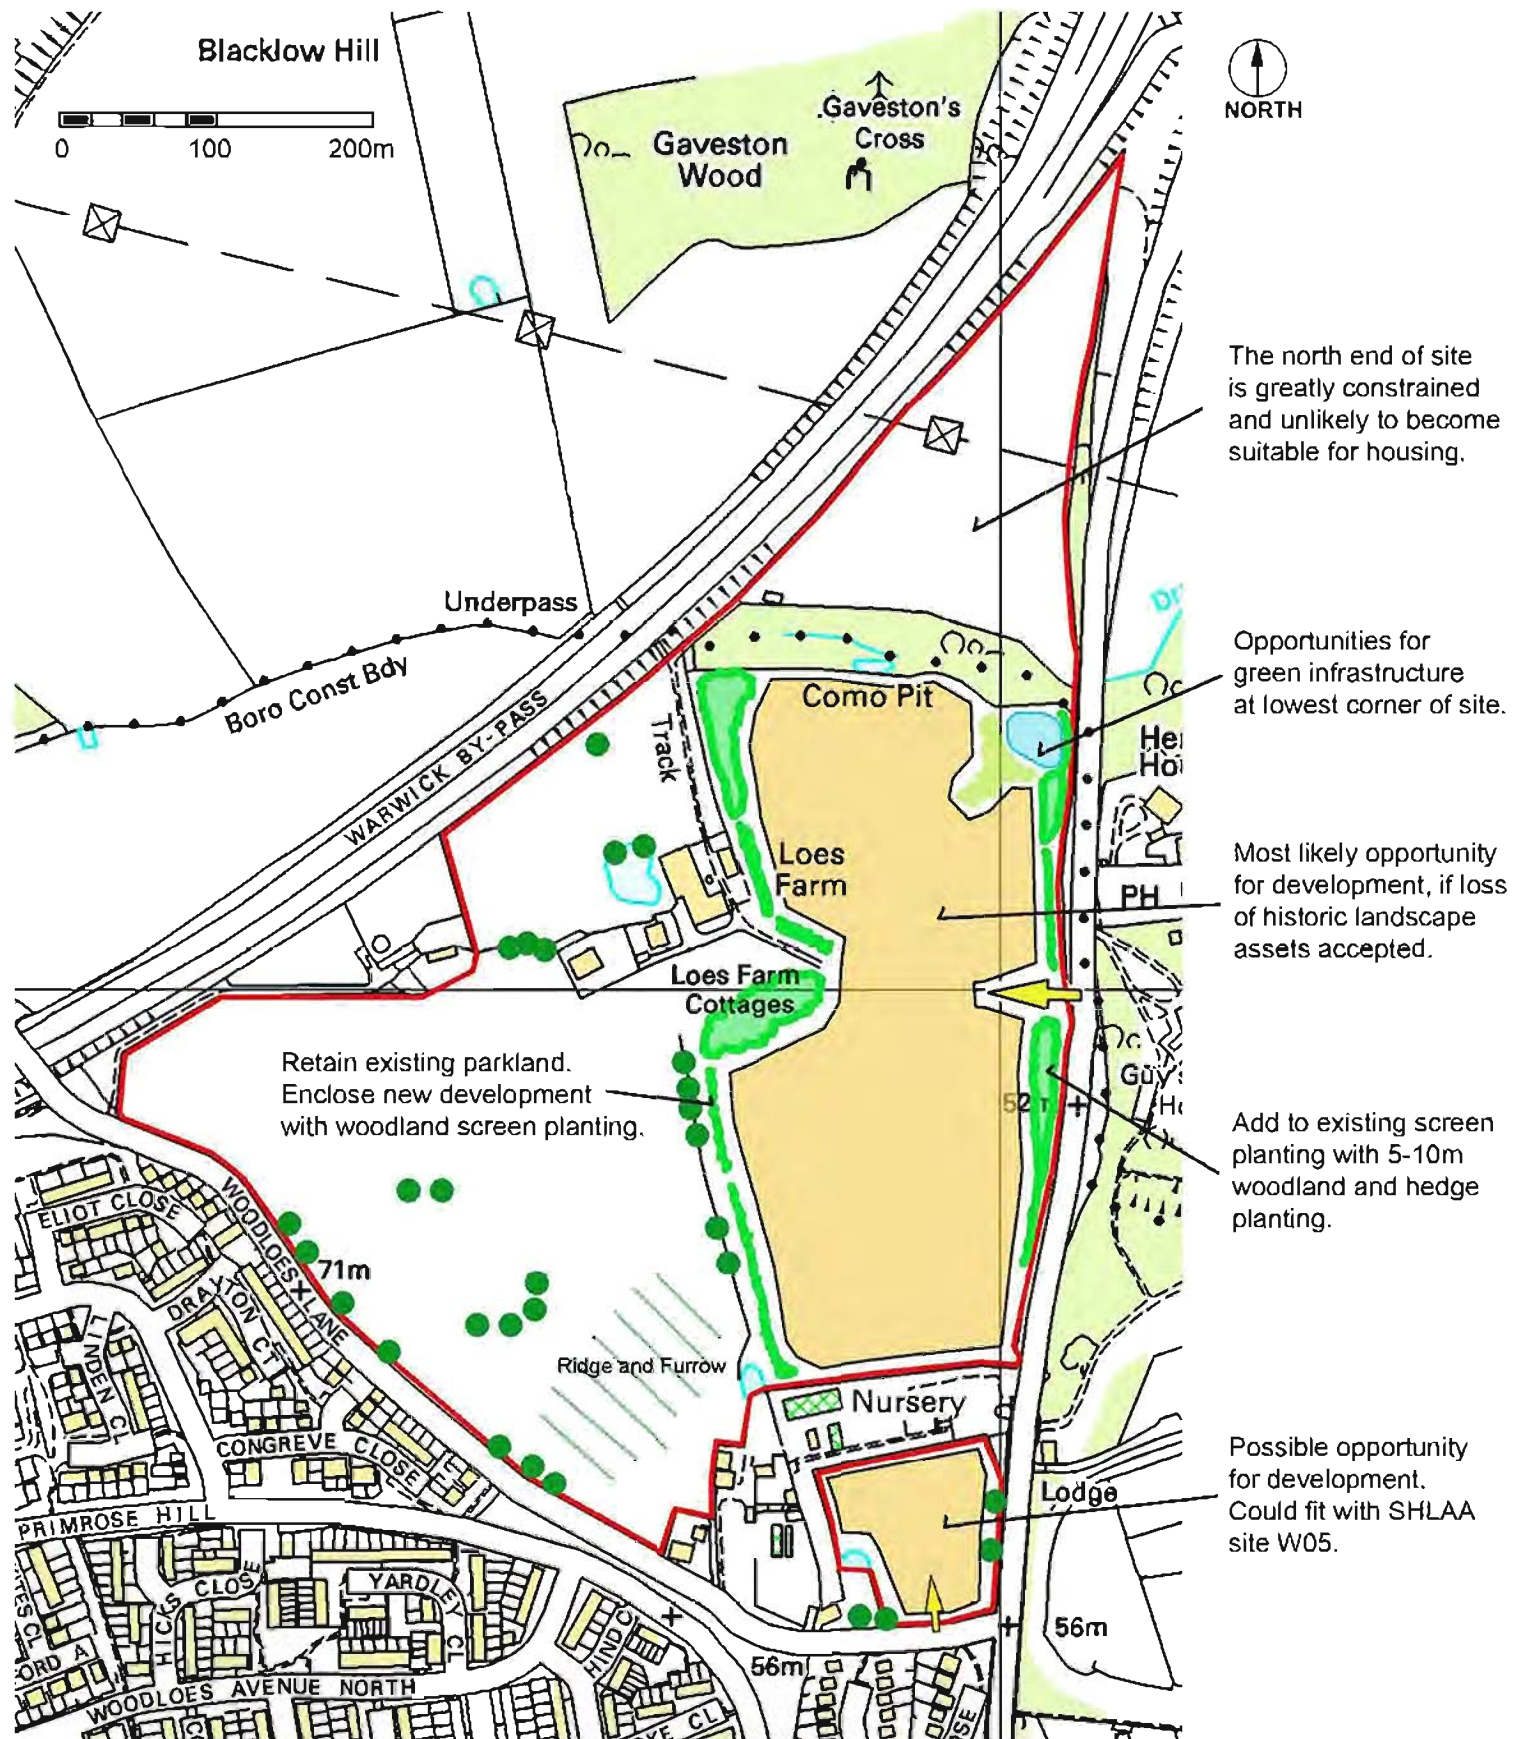 Blacklow Hill
0 100 200m
Gaveston's
Cross
Gaveston
Wood
NORTH
The north end of site
is greatly constrained
and unlikely to become
suitable for housing.
Underpass
Boro Const Bdy
WARWICK BY-PASS
Track
Como Pit
Opportunities for
green infrastructure
at lowest corner of site.
Loes
Farm
PH
Most likely opportunity
for development, if loss
of historic landscape
assets accepted.
Loes Farm
Cottages
Retain existing parkland.
Enclose new development
with woodland screen planting.
52
Add to existing screen
planting with 5-10m
woodland and hedge
planting.
ELIOT CLOSE
WOODLOES LANE
71m
DRAYTON CT
LINDEN CL
Ridge and Furrow
Nursery
CONGREVE CLOSE
PRIMROSE HILL
Lodge
Possible opportunity
for development.
Could fit with SHLAA
site W05.
HICKS CLOSE
YARDLEY CL
HIND C
ORD A
WOODLOES AVENUE NORTH
56m
56m